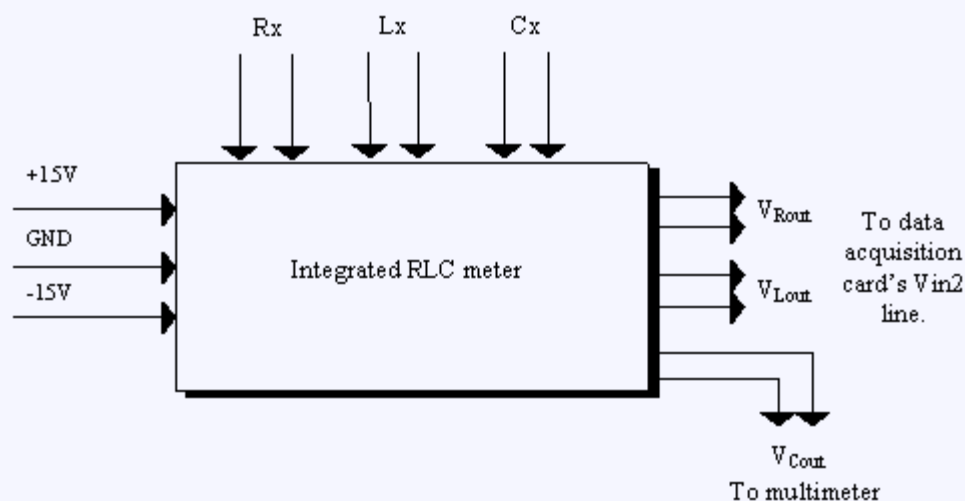 Rx Lx Cx
+15V
GND
-15V
Integrated RLC meter
VRout
VLout
To data
acquisition
card's Vin2
line.
VCout
To multimeter